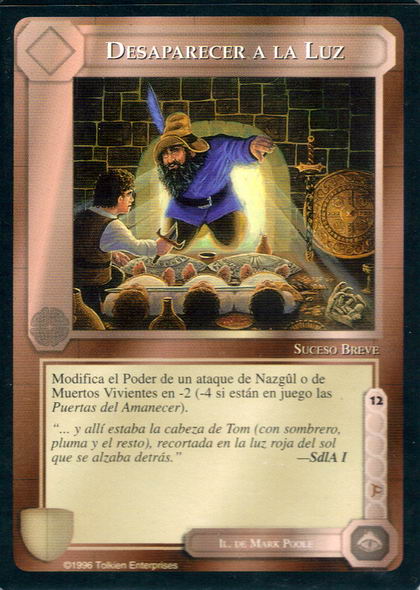 DESAPARECER A LA LUZ
SUCESO BREVE
Modifica el Poder de un ataque de Nazgûl o de
Muertos Vivientes en -2 (-4 si están en juego las
Puertas del Amanecer).
12
“... y allí estaba la cabeza de Tom (con sombrero,
pluma y el resto), recortada en la luz roja del sol
que se alzaba detrás.” —SdlA I
IL. DE MARK POOLE
©1996 Tolkien Enterprises